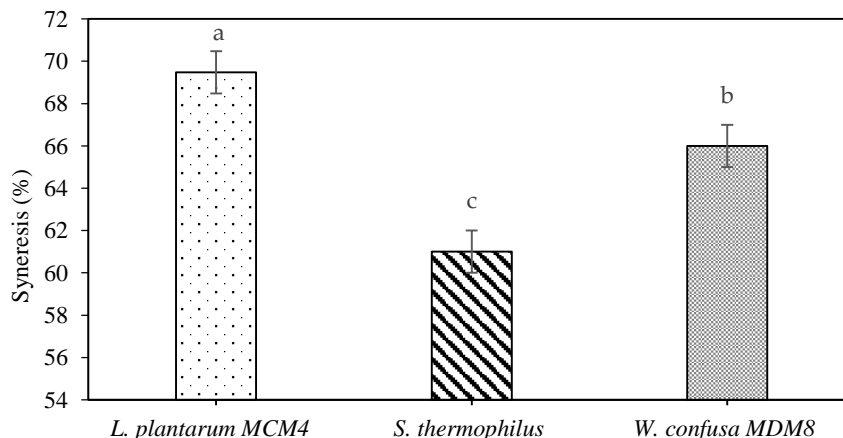 72
70
68
66
64
62
60
58
56
54
Syneresis (%)
a
c
b
L. plantarum MCM4
S. thermophilus
W. confusa MDM8